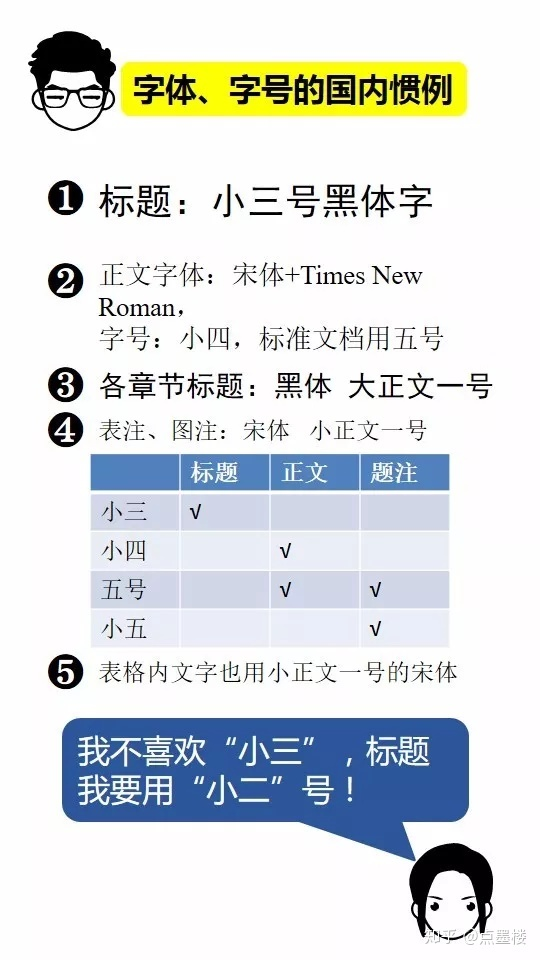 字体、字号的国内惯例
❶ 标题：小三号黑体字
❷ 正文字体：宋体+Times New
Roman，
字号：小四，标准文档用五号
❸ 各章节标题：黑体 大正文一号
❹ 表注、图注：宋体 小正文一号
标题 正文 题注
小三 √
小四 √
五号 √ √
小五 √
❺ 表格内文字也用小正文一号的宋体
我不喜欢“小三”，标题
我要用“小二”号！
知乎 @点墨楼